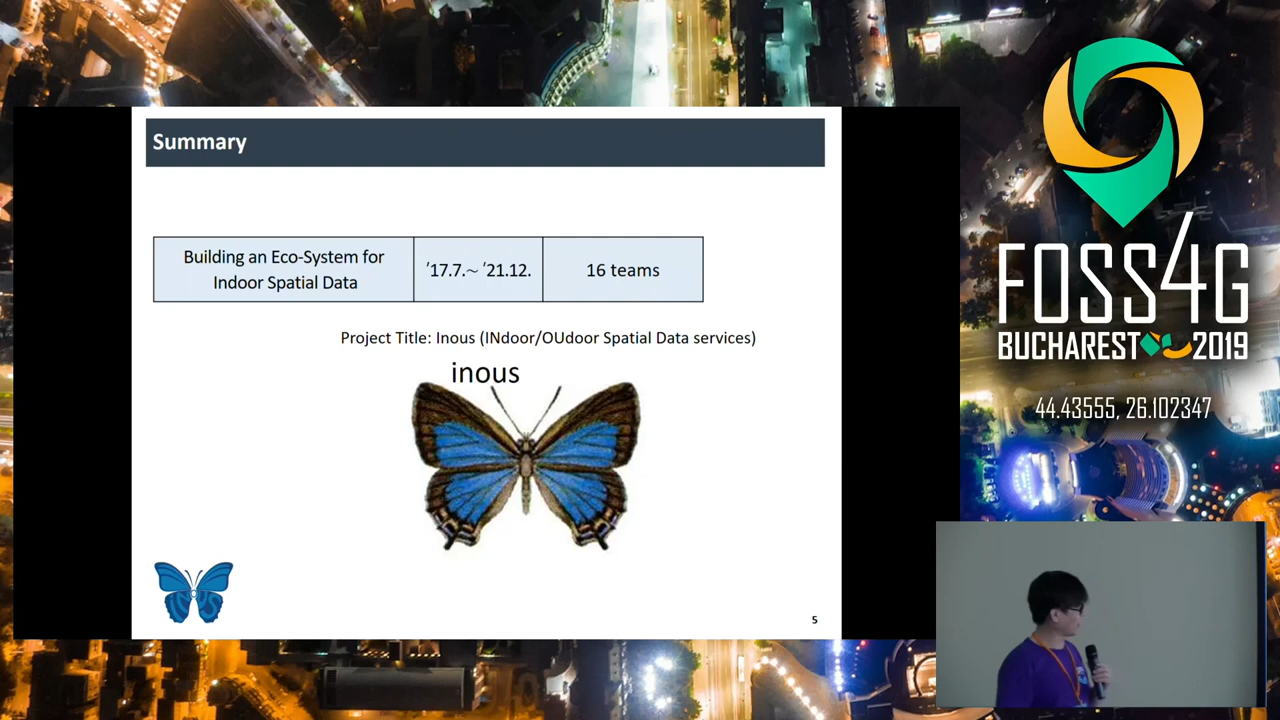 Summary
Building an Eco-System for
Indoor Spatial Data
'17.7.~ '21.12.
16 teams
Project Title: Inous (INdoor/OUdoor Spatial Data services)
inous
5
FOSS4G
BUCHAREST 2019
44.43555, 26.102347